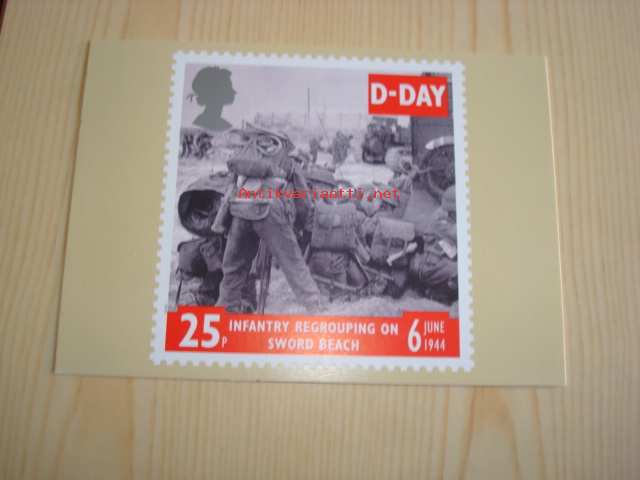 D-DAY
Antikvariaatti.net
25P
INFANTRY REGROUPING ON
SWORD BEACH
6 JUNE
1944